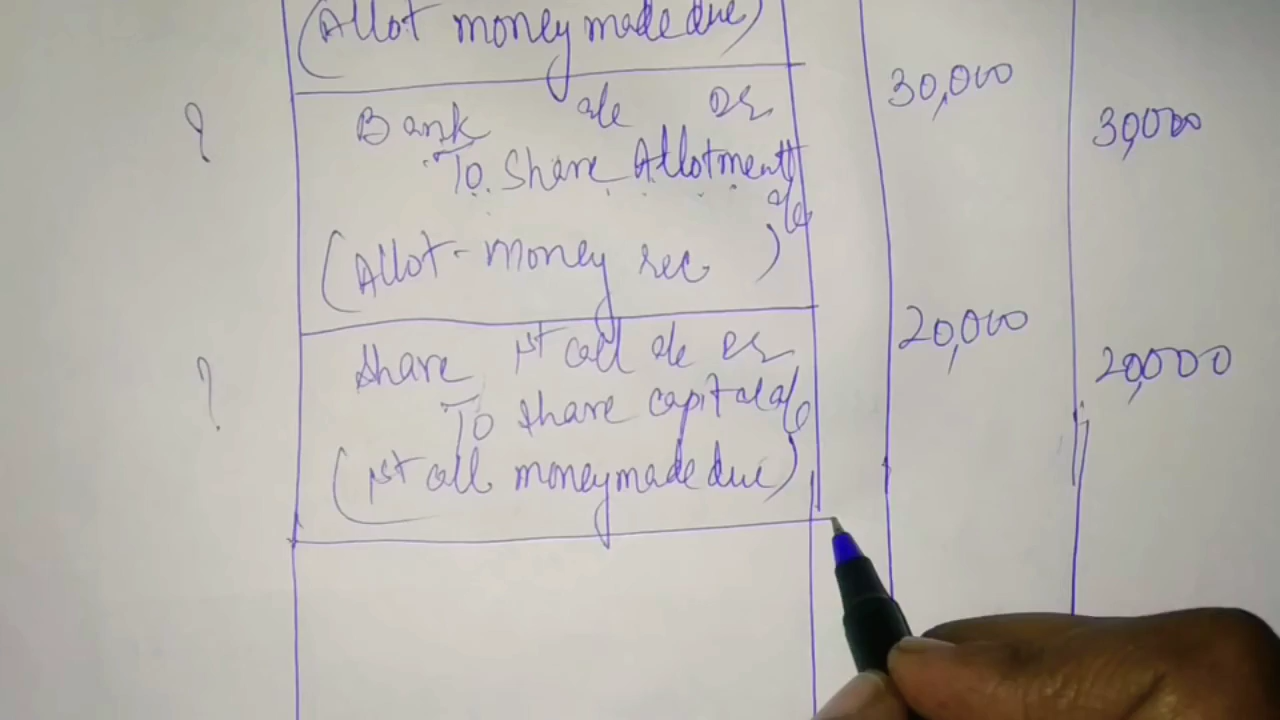 (Allot money made due)
? Bank a/c Dr 30,000
To Share Allotment a/c 30,000
(Allot- money rec)
? Share 1st call a/c Dr 20,000
To share capital a/c 20,000
(1st call money made due)